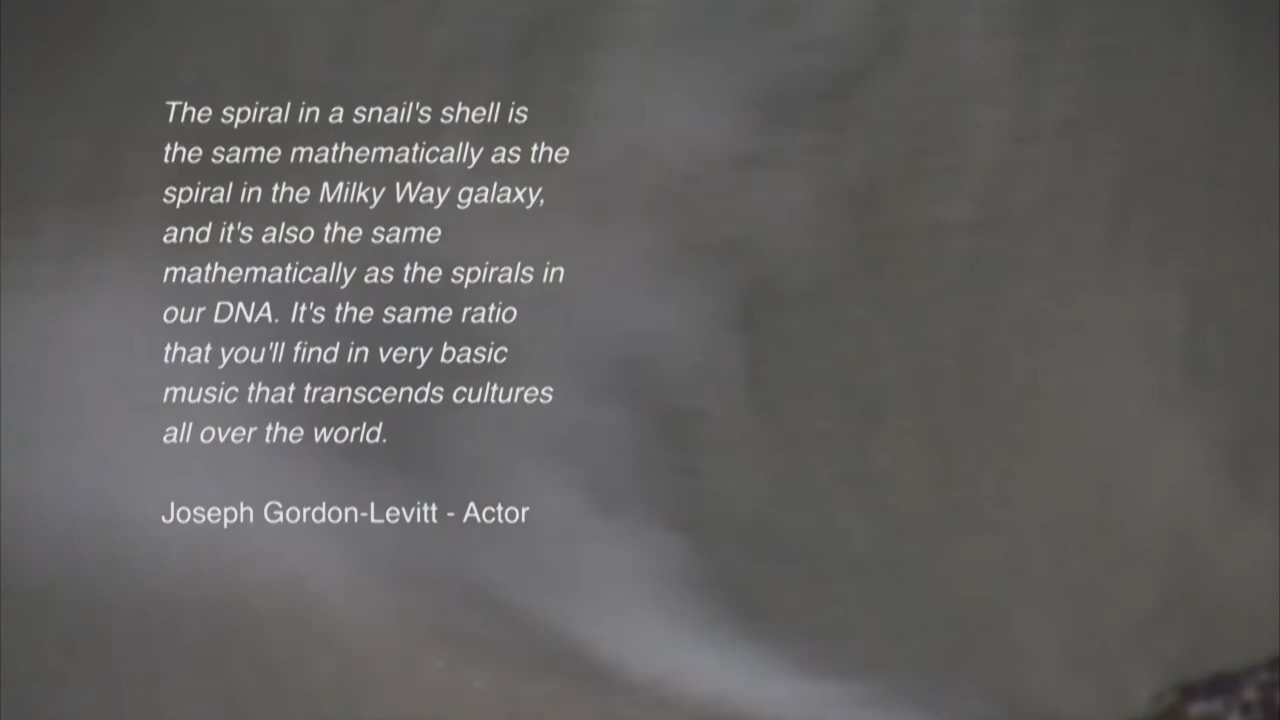 The spiral in a snail's shell is
the same mathematically as the
spiral in the Milky Way galaxy,
and it's also the same
mathematically as the spirals in
our DNA. It's the same ratio
that you'll find in very basic
music that transcends cultures
all over the world.
Joseph Gordon-Levitt - Actor